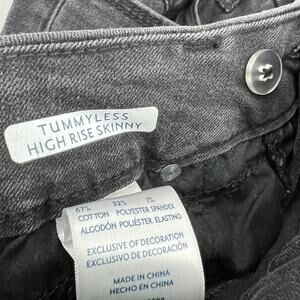 TUMMYLESS
HIGH RISE SKINNY
67% 32% 1%
COTTON POLYESTER SPANDEX
ALGODÓN POLIÉSTER ELASTINO
EXCLUSIVE OF DECORATION
EXCLUSIVO DE DECORACIÓN
MADE IN CHINA
HECHO EN CHINA